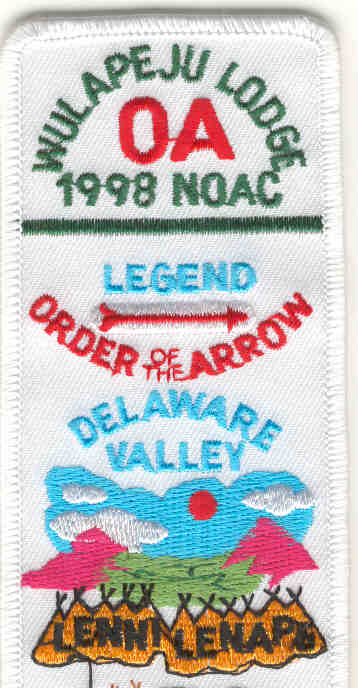 WULAPEJU LODGE
OA
1998 NOAC
LEGEND
ORDER OF THE ARROW
DELAWARE
VALLEY
LENNI LENAPE